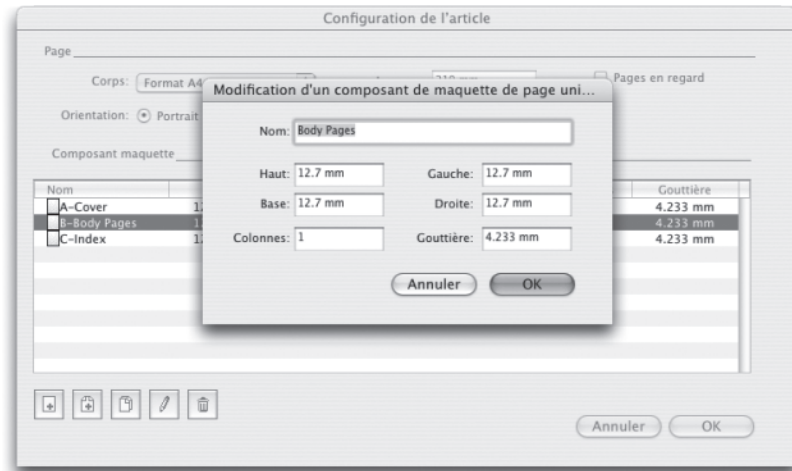 Configuration de l'article
Page
Corps: Format A4
Pages en regard
Modification d'un composant de maquette de page uni...
Orientation: Portrait
Nom: Body Pages
Composant maquette
Haut: 12.7 mm Gauche: 12.7 mm
Base: 12.7 mm Droite: 12.7 mm
Colonnes: 1 Gouttière: 4.233 mm
Annuler OK
Nom Gouttière
A-Cover 4.233 mm
B-Body Pages 4.233 mm
C-Index 4.233 mm
Annuler OK